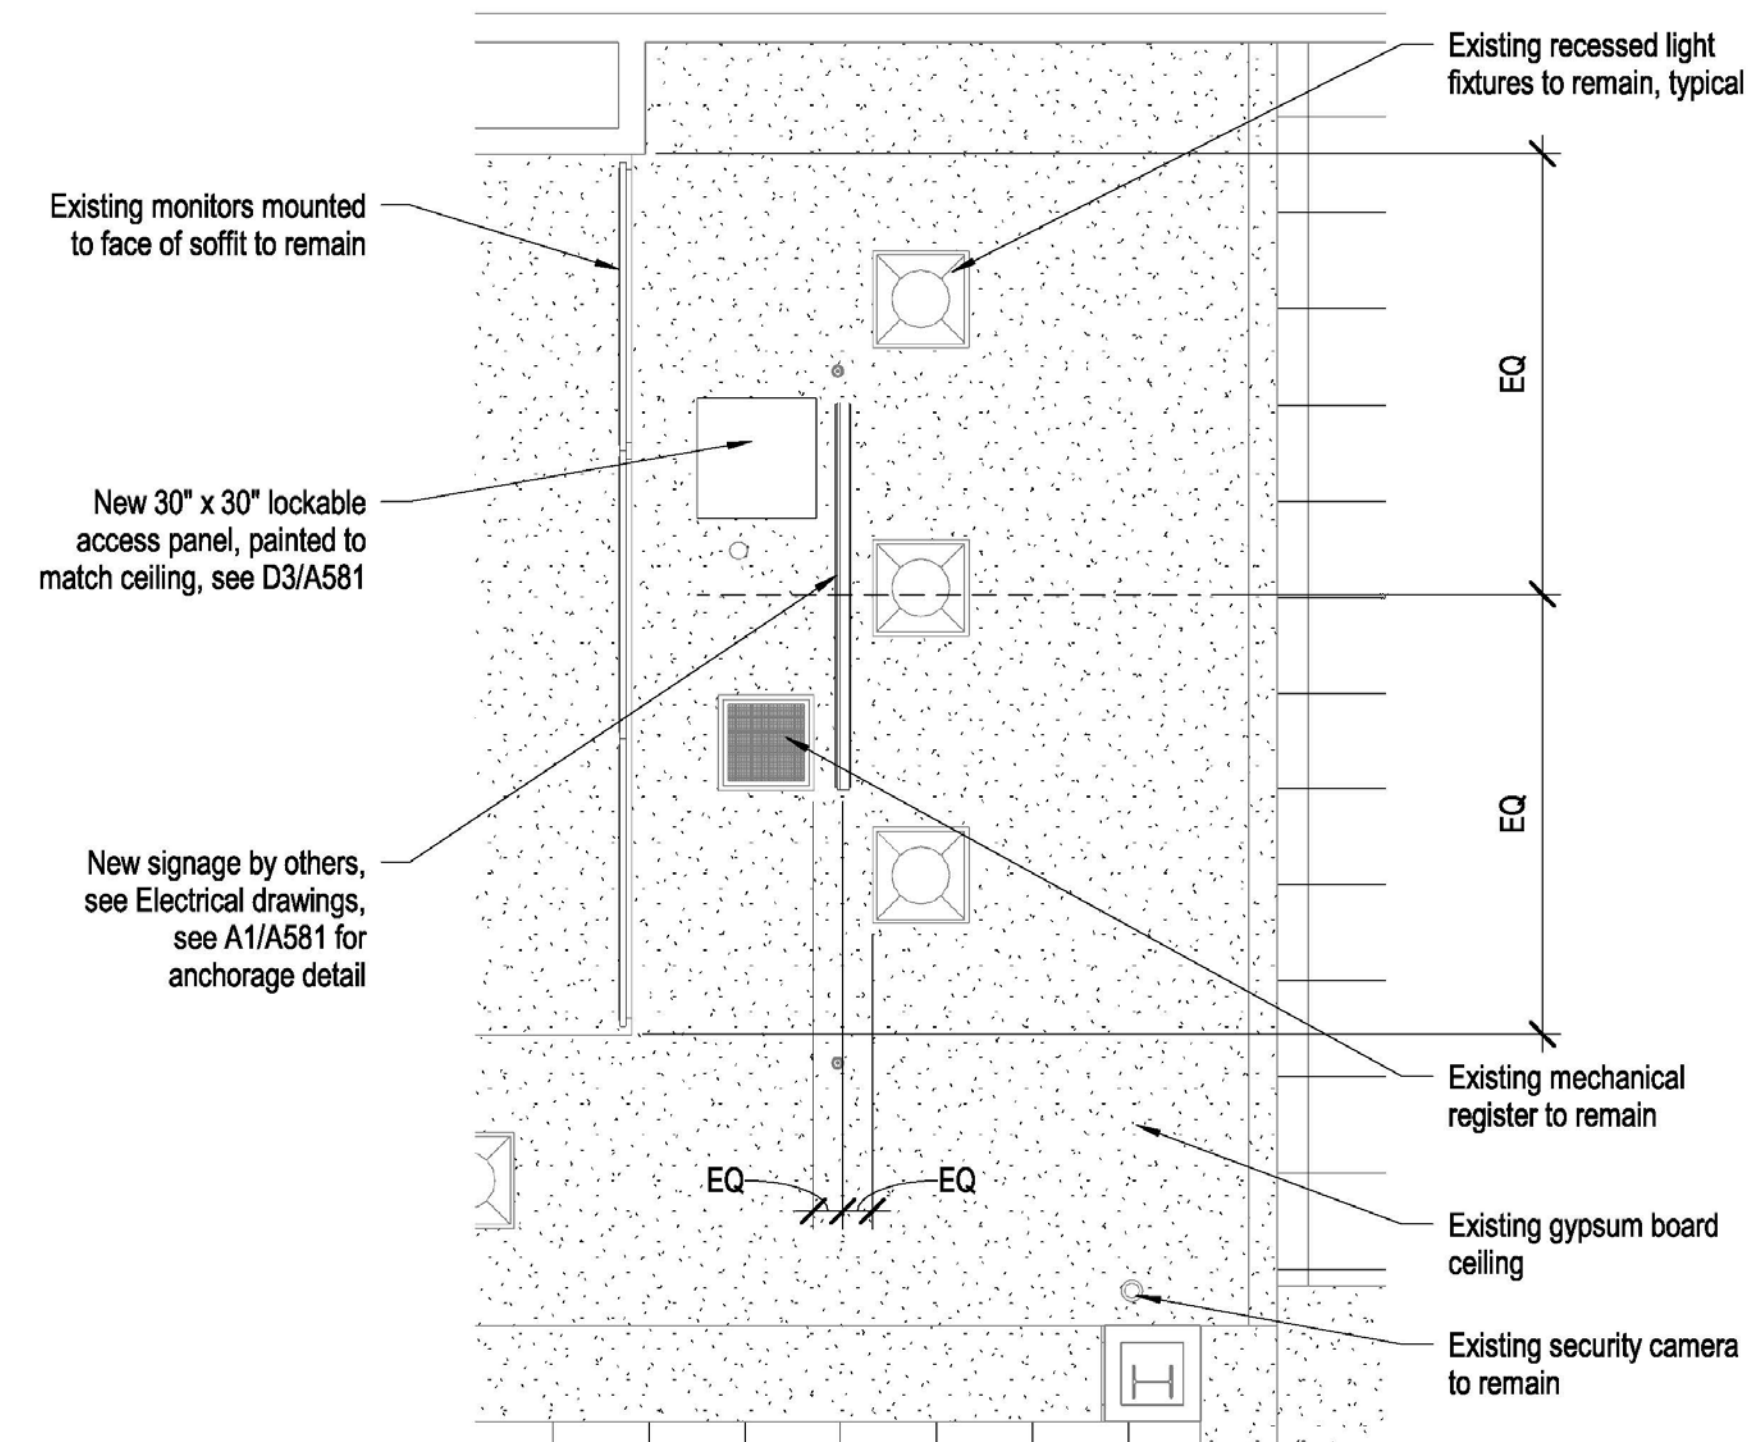 Existing recessed light
fixtures to remain, typical
Existing monitors mounted
to face of soffit to remain
EQ
New 30" x 30" lockable
access panel, painted to
match ceiling, see D3/A581
EQ
New signage by others,
see Electrical drawings,
see A1/A581 for
anchorage detail
Existing mechanical
register to remain
EQ
EQ
Existing gypsum board
ceiling
Existing security camera
to remain